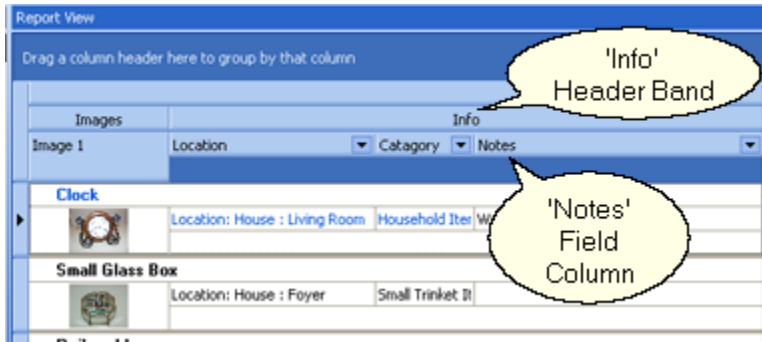 Report View
Drag a column header here to group by that column
'Info'
Header Band
Images
Info
Image 1
Location
Catagory
Notes
Clock
Location: House : Living Room
Household Iter
'Notes'
Field
Column
Small Glass Box
Location: House : Foyer
Small Trinket It